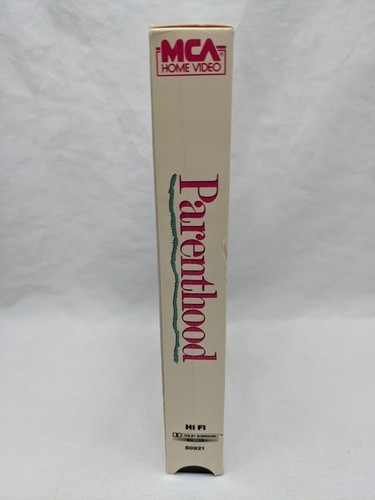 MCA
HOME VIDEO
Parenthood
HI FI
80921